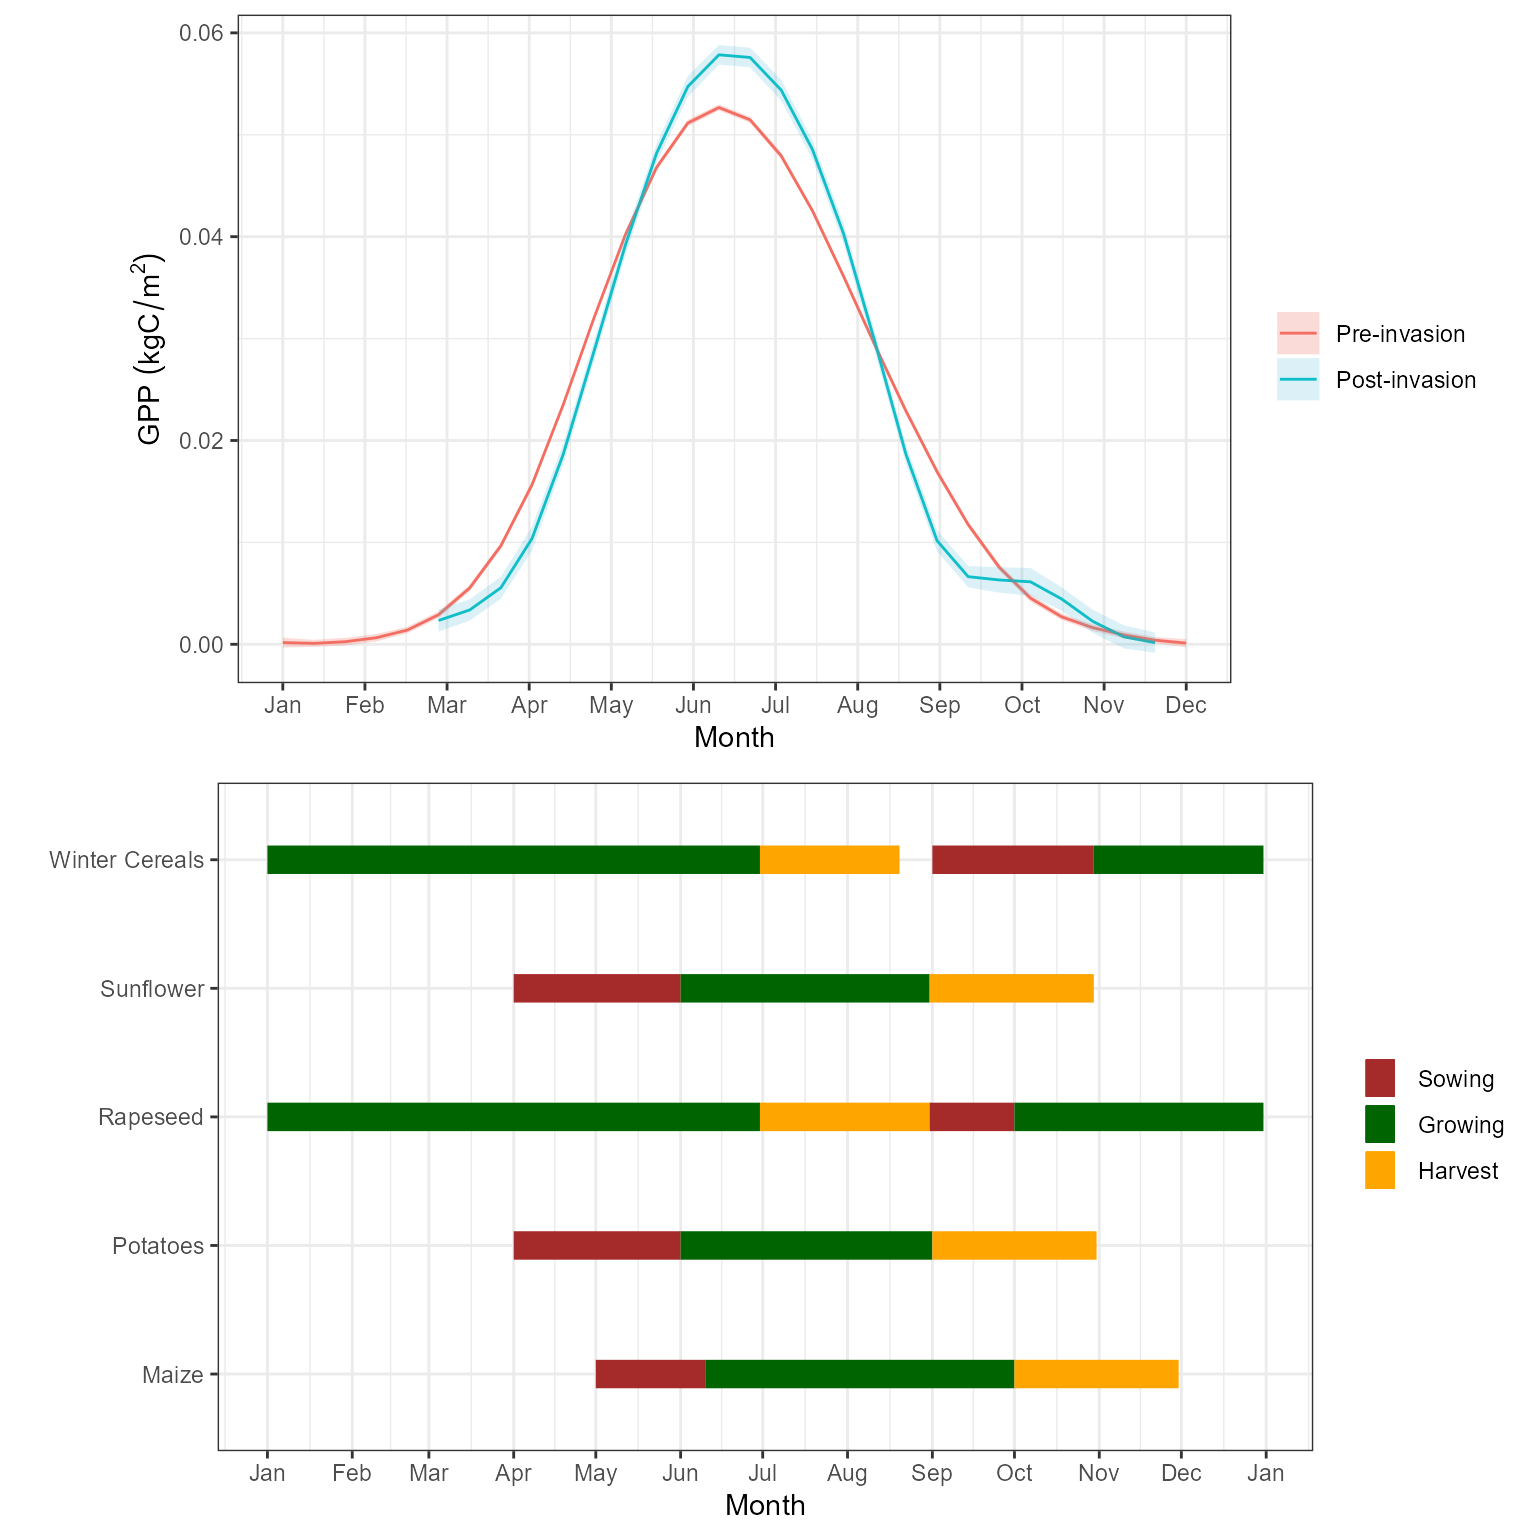 0.06
0.04
0.02
0.00
GPP (kgC/m²)
Jan Feb Mar Apr May Jun Jul Aug Sep Oct Nov Dec
Month
Pre-invasion
Post-invasion
Winter Cereals
Sunflower
Rapeseed
Potatoes
Maize
Jan Feb Mar Apr May Jun Jul Aug Sep Oct Nov Dec Jan
Month
Sowing
Growing
Harvest